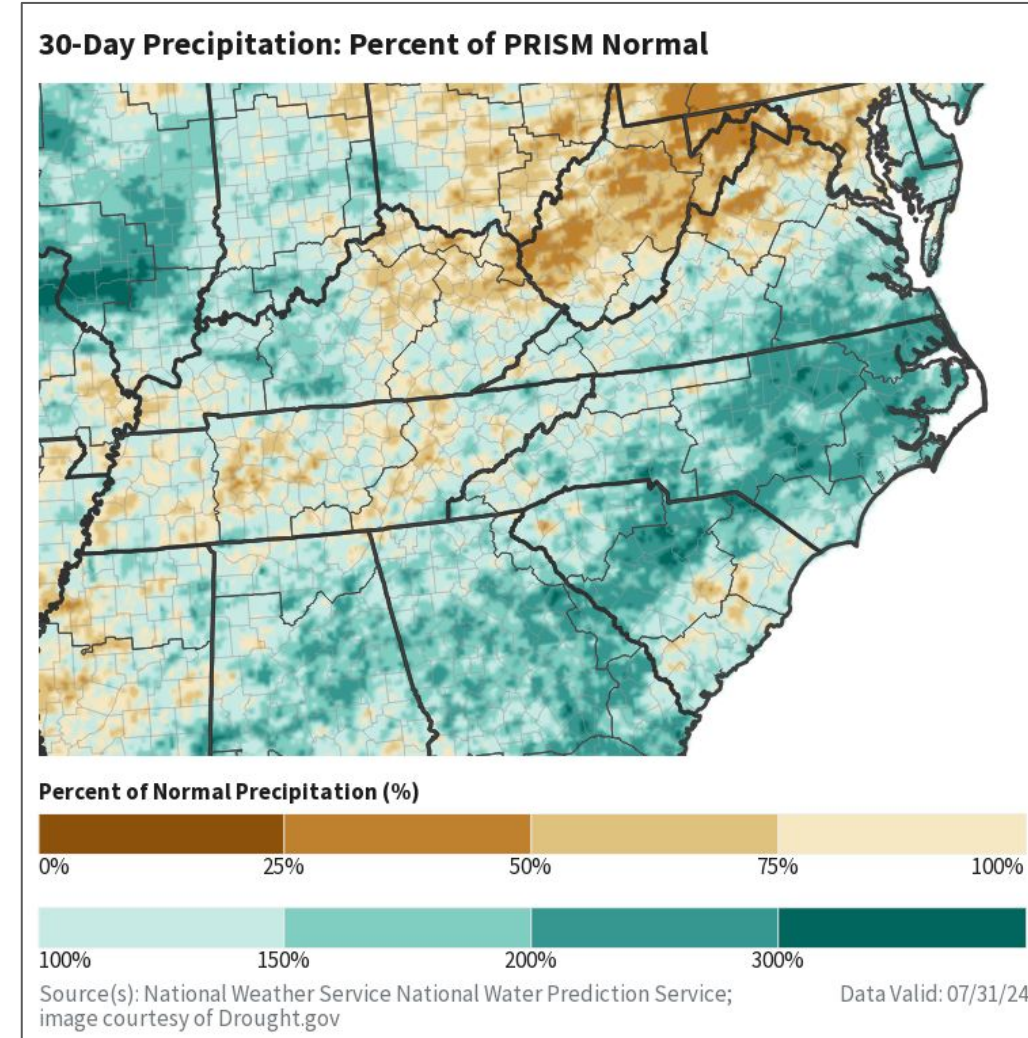 30-Day Precipitation: Percent of PRISM Normal
Percent of Normal Precipitation (%)
0% 25% 50% 75% 100%
100% 150% 200% 300%
Source(s): National Weather Service National Water Prediction Service; Data Valid: 07/31/24
image courtesy of Drought.gov